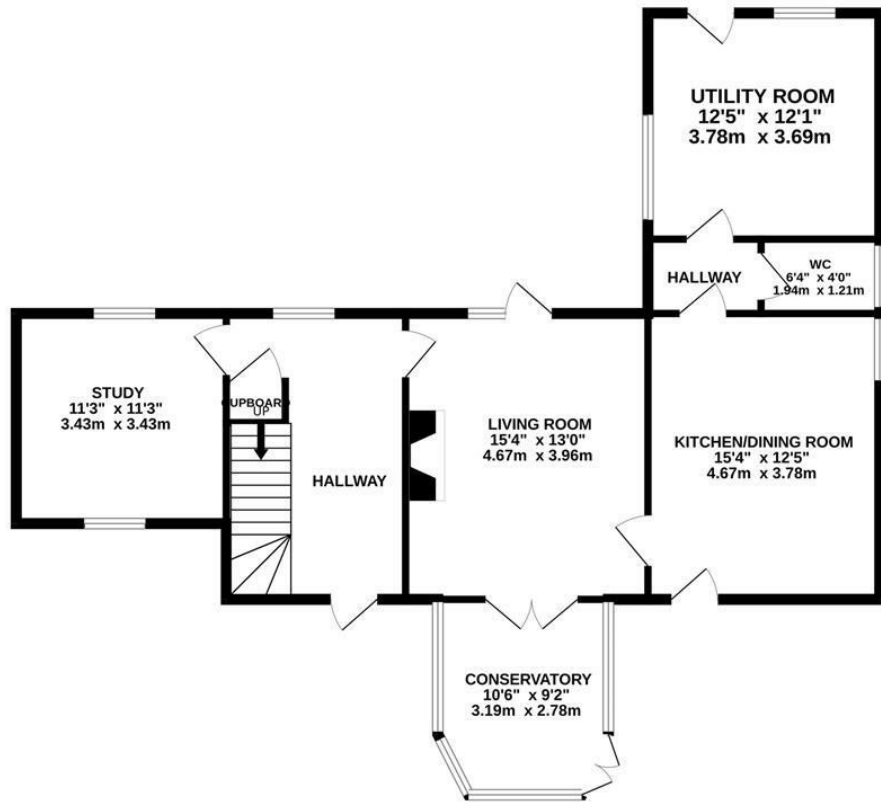 UTILITY ROOM
12'5" x 12'1"
3.78m x 3.69m
HALLWAY
WC
6'4" x 4'0"
1.94m x 1.21m
STUDY
11'3" x 11'3"
3.43m x 3.43m
CUPBOARD
UP
HALLWAY
LIVING ROOM
15'4" x 13'0"
4.67m x 3.96m
KITCHEN/DINING ROOM
15'4" x 12'5"
4.67m x 3.78m
CONSERVATORY
10'6" x 9'2"
3.19m x 2.78m